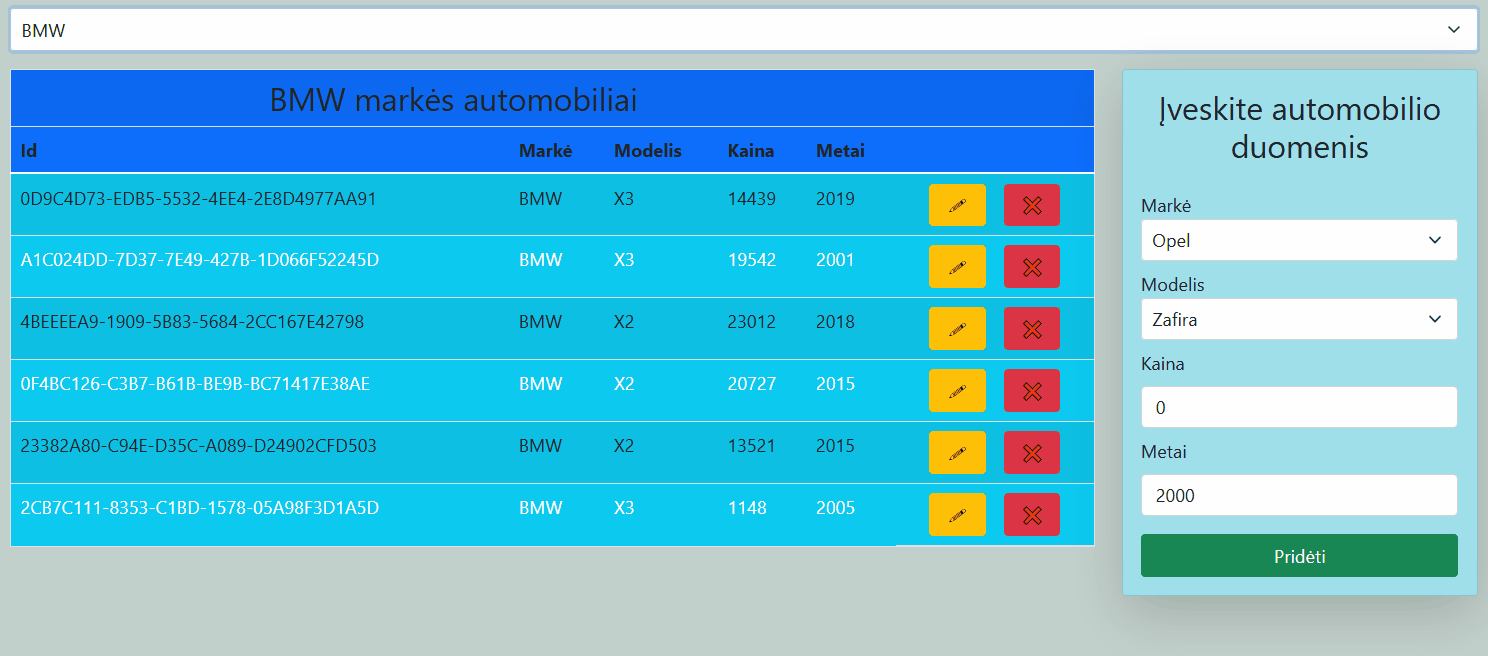 BMW
BMW markės automobiliai
Id Markė Modelis Kaina Metai
0D9C4D73-EDB5-5532-4EE4-2E8D4977AA91 BMW X3 14439 2019
A1C024DD-7D37-7E49-427B-1D066F52245D BMW X3 19542 2001
4BEEEEA9-1909-5B83-5684-2CC167E42798 BMW X2 23012 2018
0F4BC126-C3B7-B61B-BE9B-BC71417E38AE BMW X2 20727 2015
23382A80-C94E-D35C-A089-D24902CFD503 BMW X2 13521 2015
2CB7C111-8353-C1BD-1578-05A98F3D1A5D BMW X3 1148 2005
Įveskite automobilio
duomenis
Markė
Opel
Modelis
Zafira
Kaina
0
Metai
2000
Pridėti